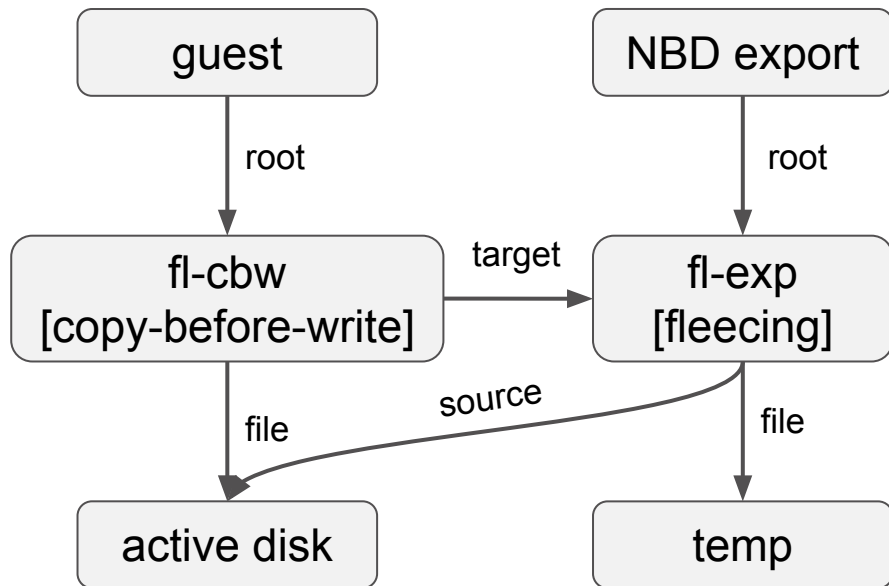 guest
NBD export
root
root
fl-cbw
[copy-before-write]
target
fl-exp
[fleecing]
file
source
file
active disk
temp